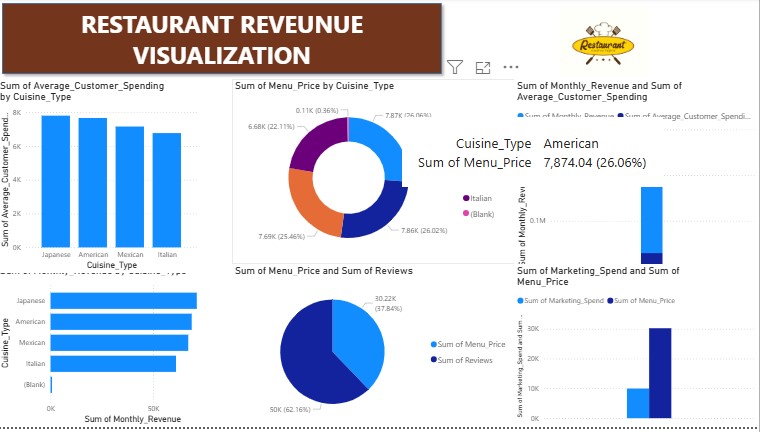 RESTAURANT REVEUNUE
VISUALIZATION
Restaurant
Sum of Average_Customer_Spending
by Cuisine_Type
8K
6K
4K
2K
0K
Sum of Average_Customer_Spend...
Japanese American Mexican Italian
Cuisine_Type
Sum of Menu_Price by Cuisine_Type
0.11K (0.36%)
7.87K (26.06%)
6.68K (22.11%)
7.69K (25.46%)
7.86K (26.02%)
Italian
(Blank)
Cuisine_Type American
Sum of Menu_Price 7,874.04 (26.06%)
Sum of Monthly_Revenue and Sum of
Average_Customer_Spending
Sum of Monthly_Revenue Sum of Average_Customer_Spendi...
Sum of Monthly_Revu
0.1M
Sum of Monthly_Revenue by Cuisine_Type
Cuisine_Type
Japanese
American
Mexican
Italian
(Blank)
0K 50K
Sum of Monthly_Revenue
Sum of Menu_Price and Sum of Reviews
30.22K
(37.84%)
50K (62.16%)
Sum of Menu_Price
Sum of Reviews
Sum of Marketing_Spend and Sum of
Menu_Price
Sum of Marketing_Spend Sum of Menu_Price
Sum of Marketing_Spend and Sum ...
30K
20K
10K
0K